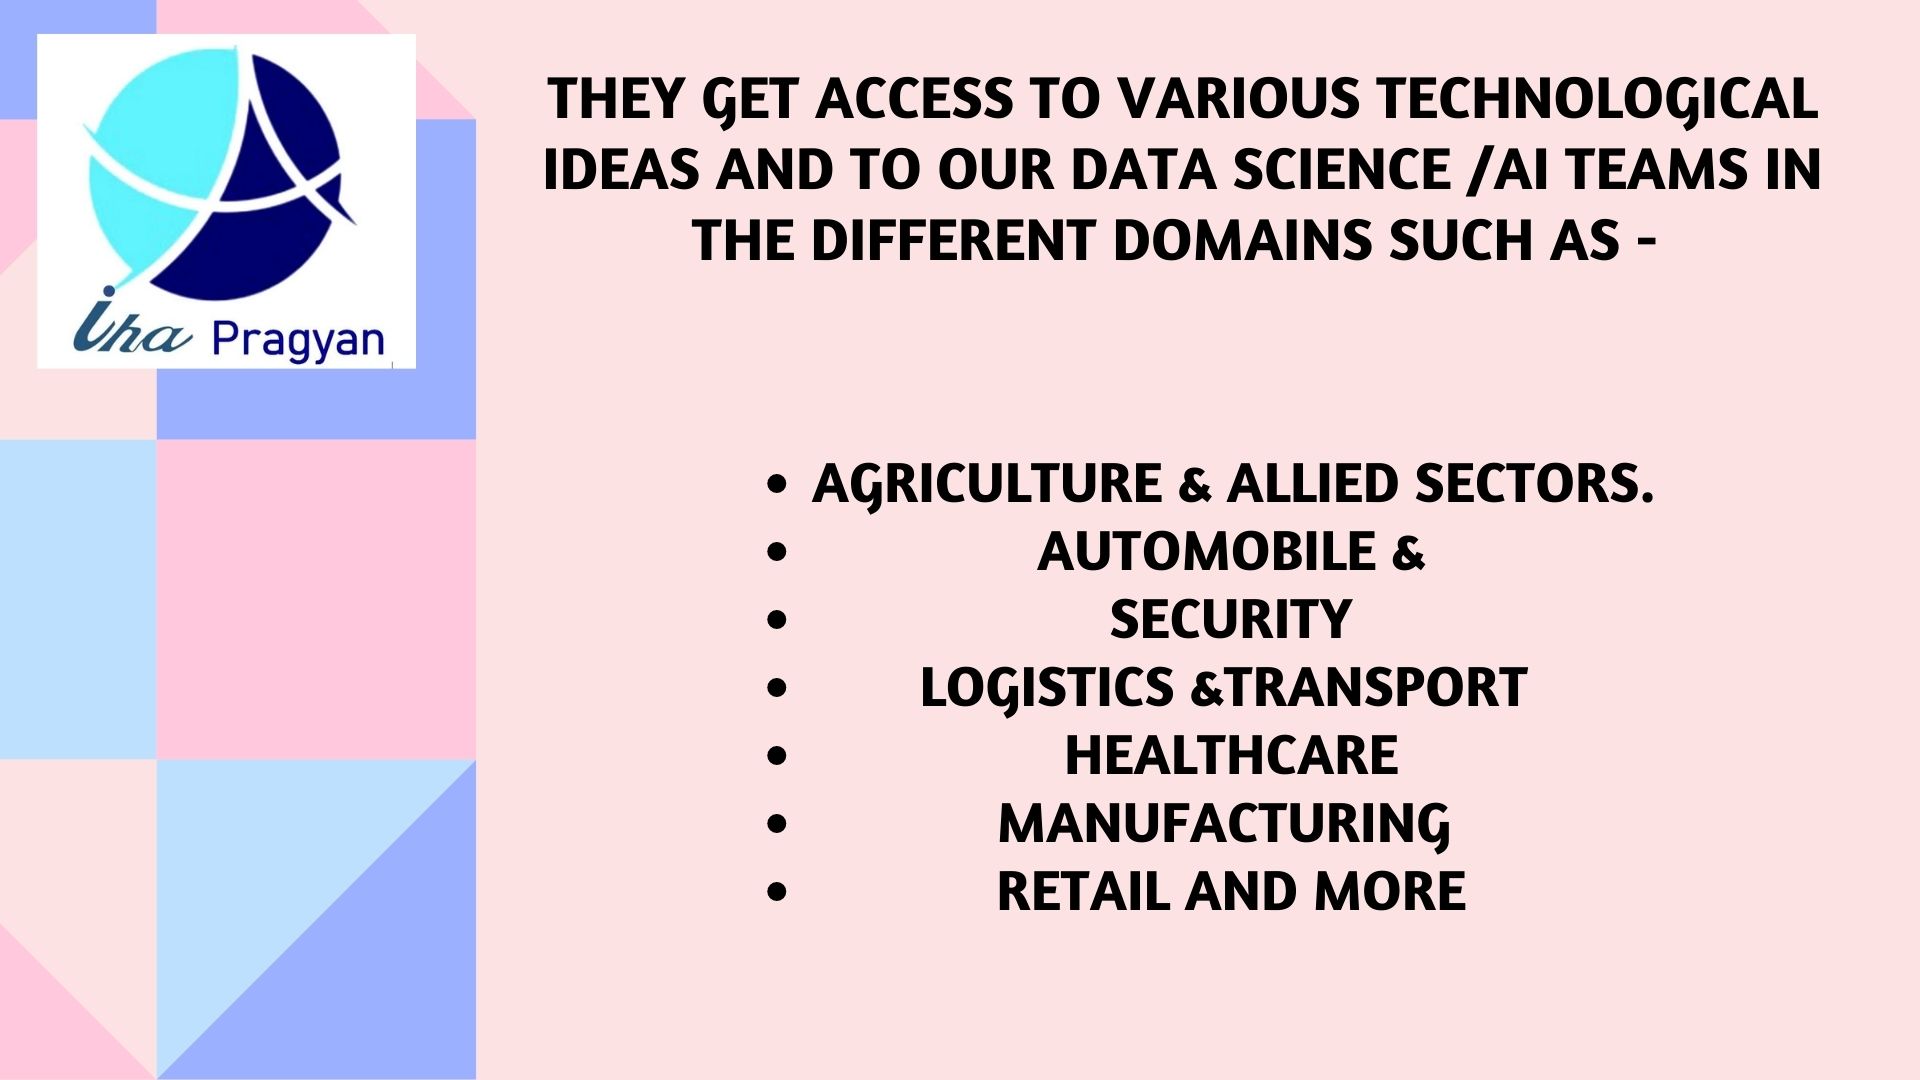 iha Pragyan
THEY GET ACCESS TO VARIOUS TECHNOLOGICAL
IDEAS AND TO OUR DATA SCIENCE /AI TEAMS IN
THE DIFFERENT DOMAINS SUCH AS -
• AGRICULTURE & ALLIED SECTORS.
• AUTOMOBILE &
• SECURITY
• LOGISTICS &TRANSPORT
• HEALTHCARE
• MANUFACTURING
• RETAIL AND MORE